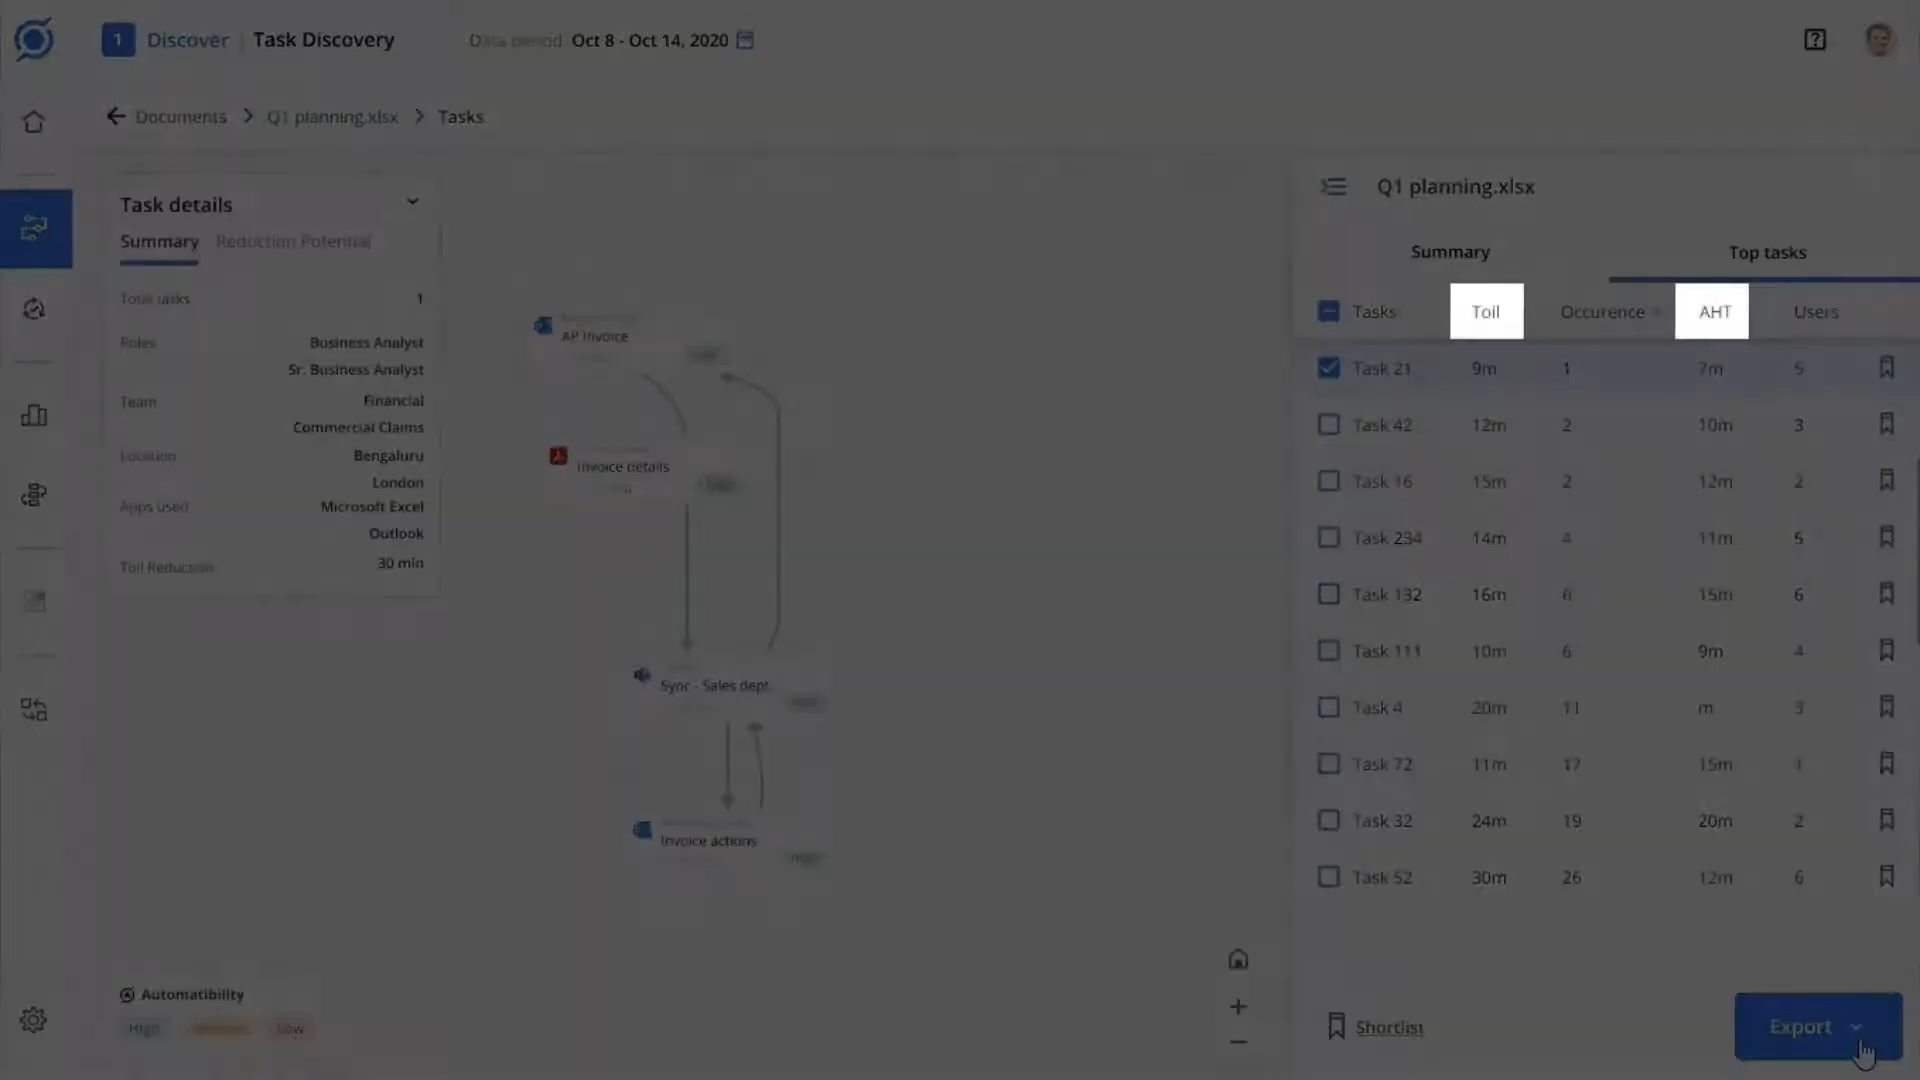 1 Discover | Task Discovery Data period Oct 8 - Oct 14, 2020
Documents > Q1 planning.xlsx > Tasks
Task details
Summary Reduction Potential
Total tasks 1
Roles Business Analyst
Sr. Business Analyst
Team Financial
Commercial Claims
Location Bengaluru
London
Apps used Microsoft Excel
Outlook
Toil Reduction 30 min
AP Invoice
Invoice details
Sync - Sales dept.
Invoice actions
High
Automatibility
High Medium Low
Q1 planning.xlsx
Summary Top tasks
Tasks Toil Occurence AHT Users
Task 21 9m 1 7m 5
Task 42 12m 2 10m 3
Task 16 15m 2 12m 2
Task 234 14m 4 11m 5
Task 132 16m 6 15m 6
Task 111 10m 6 9m 4
Task 4 20m 11 m 3
Task 72 11m 17 15m 1
Task 32 24m 19 20m 2
Task 52 30m 26 12m 6
Shortlist
Export